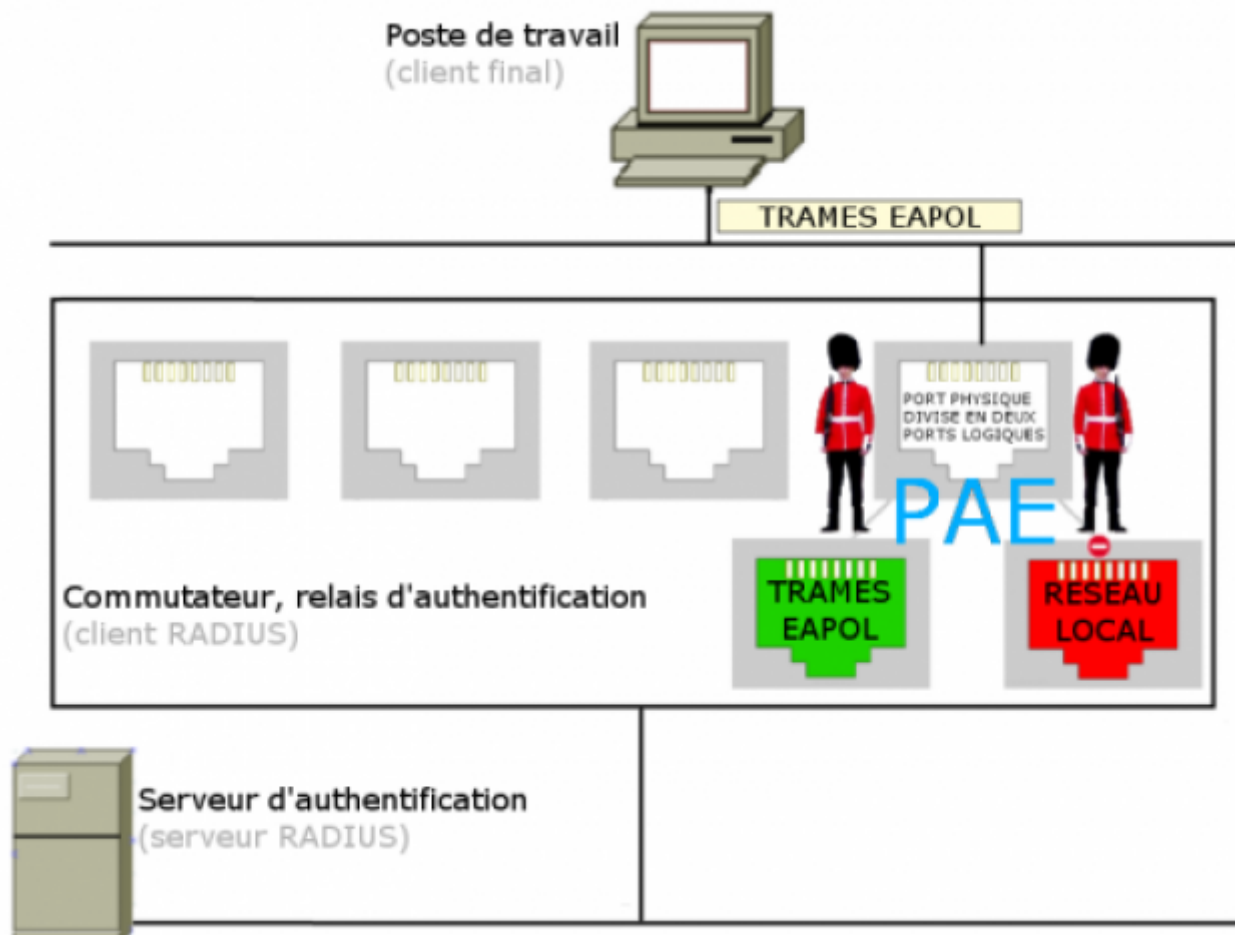 Poste de travail
(client final)
TRAMES EAPOL
PORT PHYSIQUE
DIVISE EN DEUX
PORTS LOGIQUES
PAE
TRAMES
EAPOL
RESEAU
LOCAL
Commutateur, relais d'authentification
(client RADIUS)
Serveur d'authentification
(serveur RADIUS)